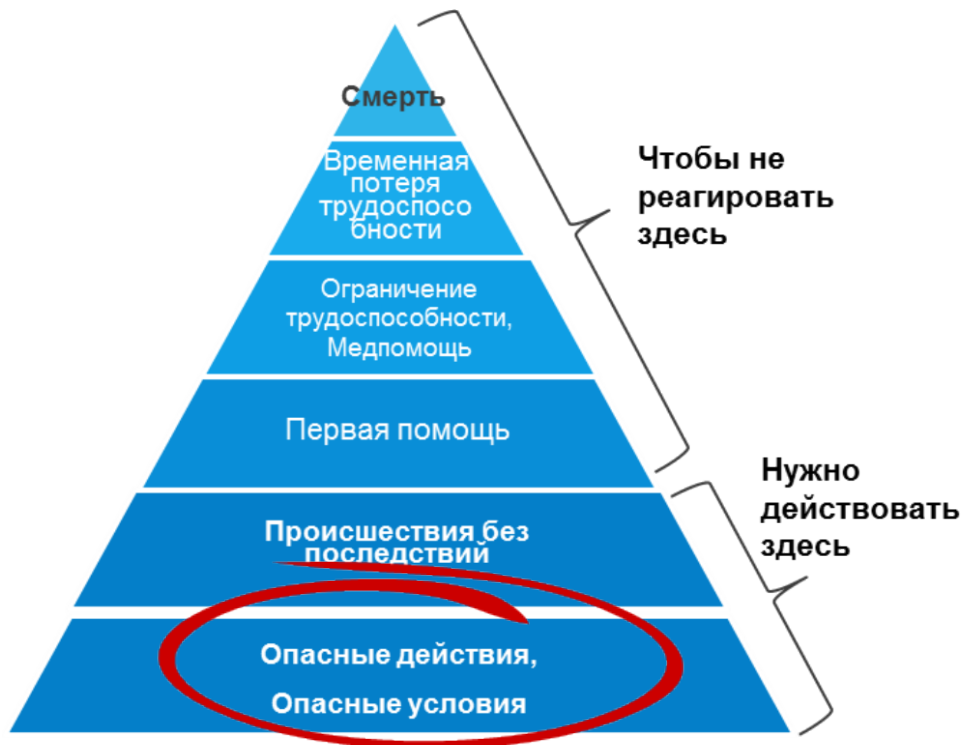 Смерть
Временная
потеря
трудоспосо
бности
Ограничение
трудоспособности,
Медпомощь
Первая помощь
Происшествия без
последствий
Опасные действия,
Опасные условия
Чтобы не
реагировать
здесь
Нужно
действовать
здесь